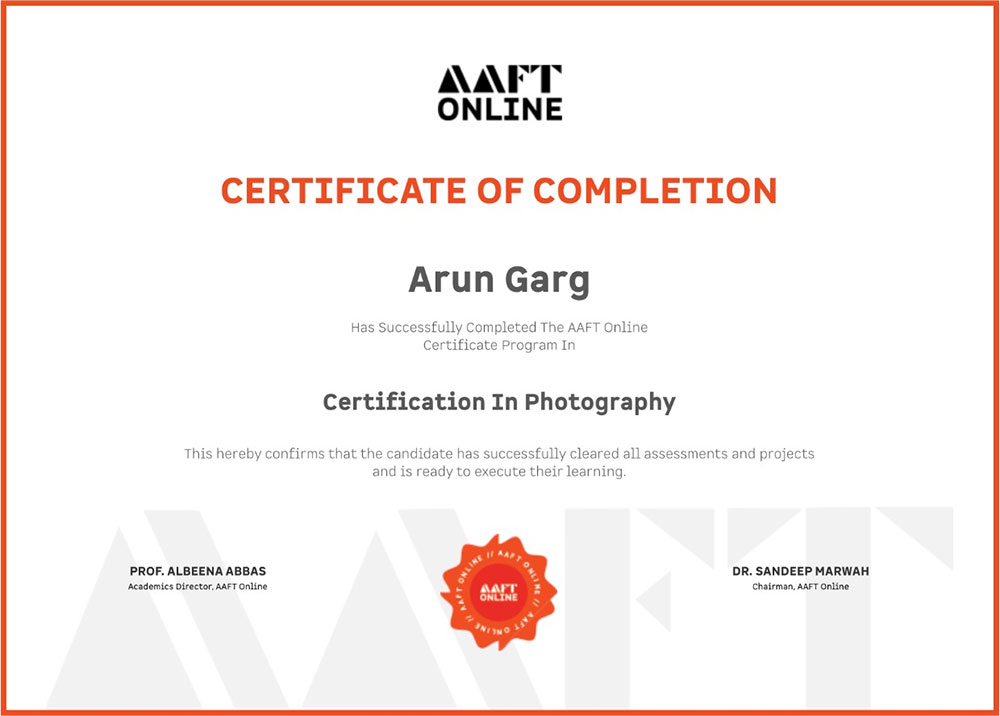 AAFT
ONLINE
CERTIFICATE OF COMPLETION
Arun Garg
Has Successfully Completed The AAFT Online
Certificate Program In
Certification In Photography
This hereby confirms that the candidate has successfully cleared all assessments and projects
and is ready to execute their learning.
PROF. ALBEENA ABBAS
Academics Director, AAFT Online
// AAFT ONLINE // AAFT ONLINE // AAFT ONLINE
AAFT
ONLINE
DR. SANDEEP MARWAH
Chairman, AAFT Online
AAFT